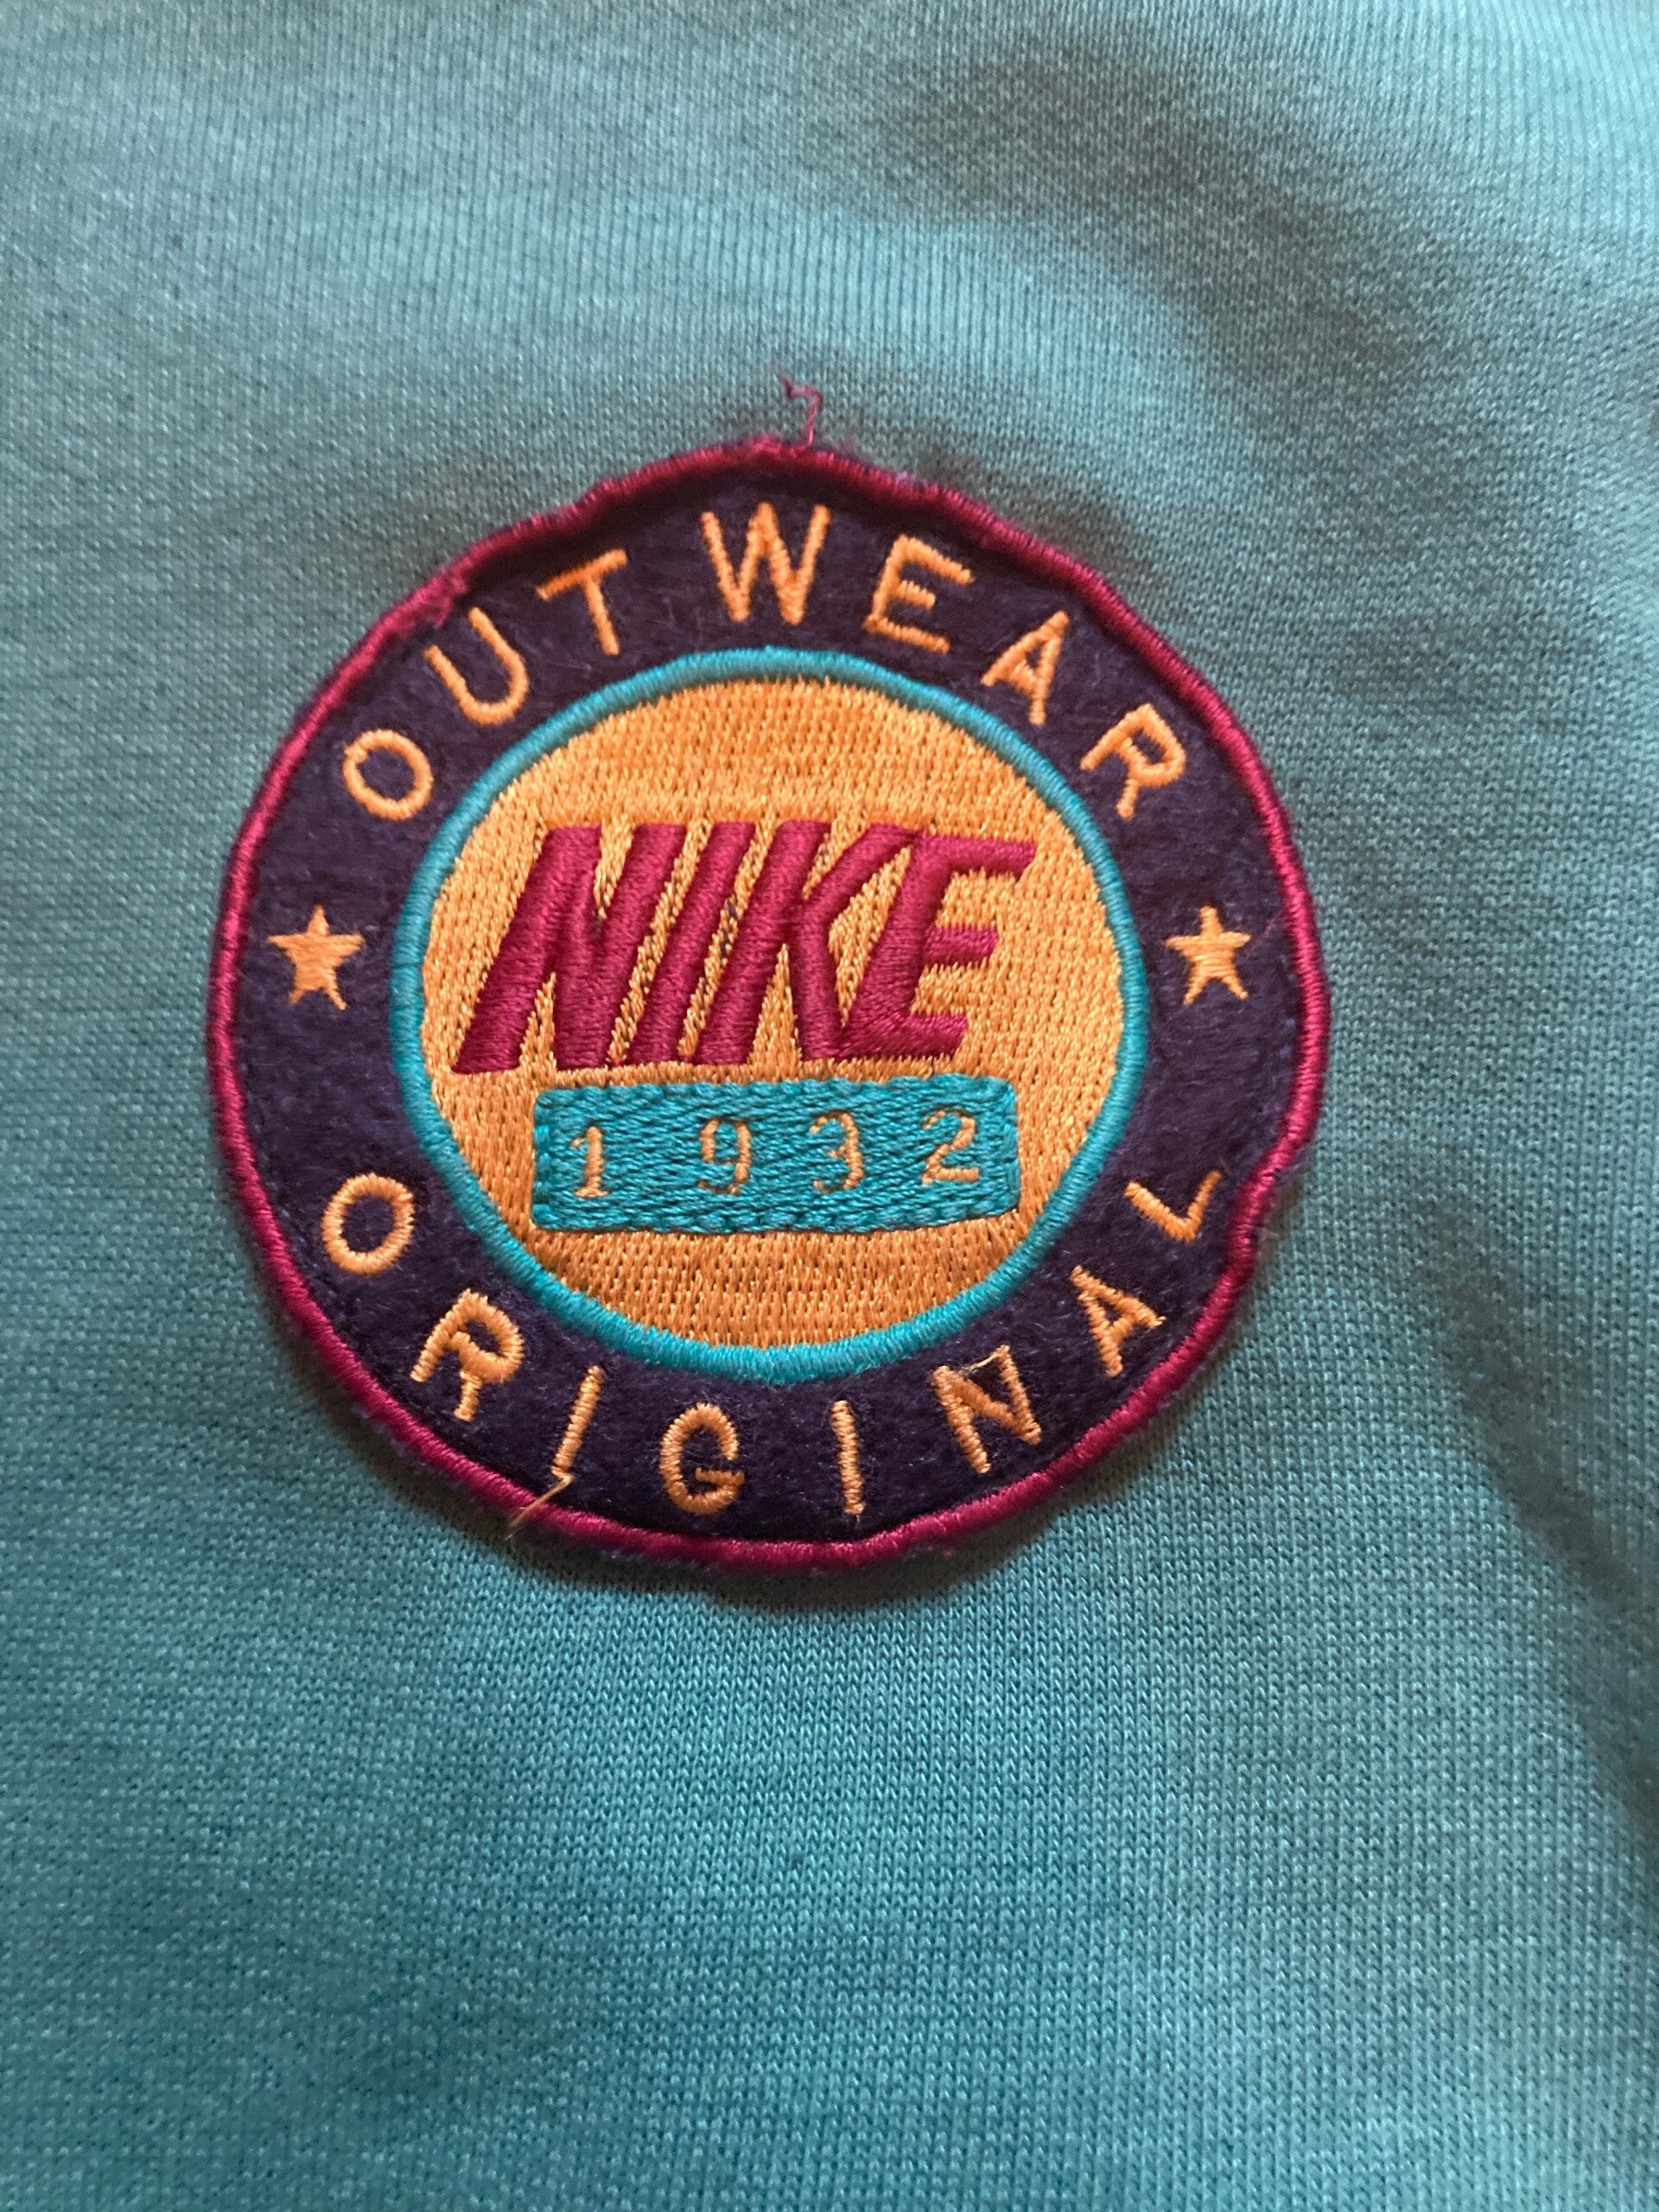 OUTWEAR
NIKE
1932
ORIGINAL